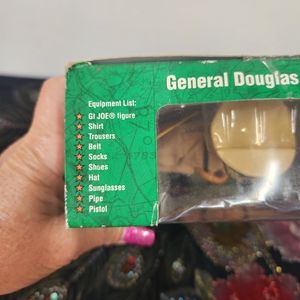 General Douglas
Equipment List:
GI JOE® figure
Shirt
Trousers
Belt
Socks
Shoes
Hat
Sunglasses
Pipe
Pistol